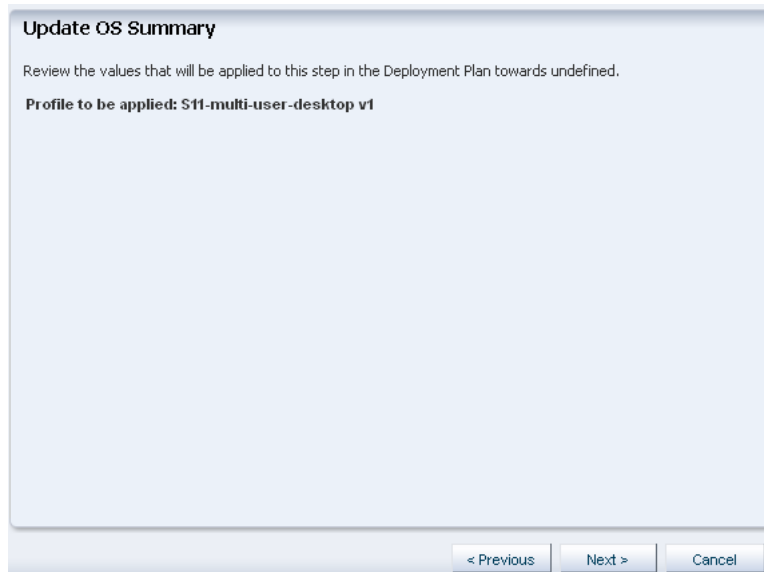 Update OS Summary
Review the values that will be applied to this step in the Deployment Plan towards undefined.
Profile to be applied: S11-multi-user-desktop v1
< Previous
Next >
Cancel